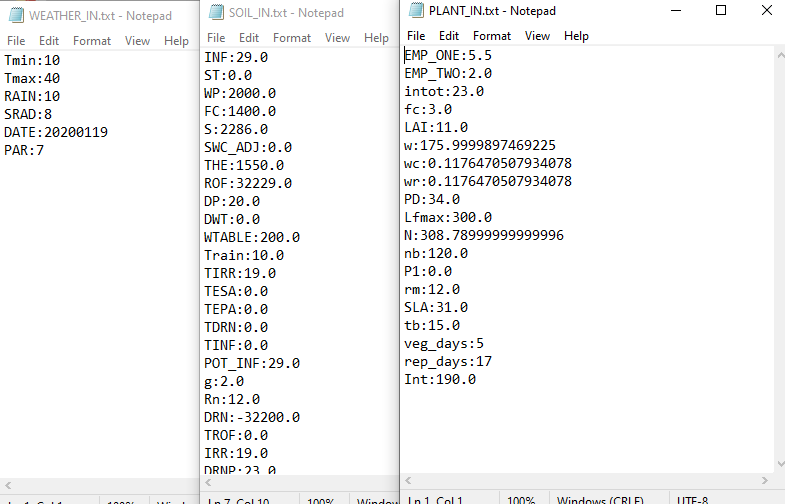 WEATHER_IN.txt - Notepad
File Edit Format View Help
Tmin:10
Tmax:40
RAIN:10
SRAD:8
DATE:20200119
PAR:7
100%
SOIL_IN.txt - Notepad
File Edit Format View Help
INF:29.0
ST:0.0
WP:2000.0
FC:1400.0
S:2286.0
SWC_ADJ:0.0
THE:1550.0
ROF:32229.0
DP:20.0
DWT:0.0
WTABLE:200.0
Train:10.0
TIRR:19.0
TESA:0.0
TEPA:0.0
TDRN:0.0
TINF:0.0
POT_INF:29.0
g:2.0
Rn:12.0
DRN:-32200.0
TROF:0.0
IRR:19.0
DRNP:23.0
Ln 7, Col 10 100% Window
PLANT_IN.txt - Notepad
File Edit Format View Help
EMP_ONE:5.5
EMP_TWO:2.0
intot:23.0
fc:3.0
LAI:11.0
w:175.9999897469225
wc:0.1176470507934078
wr:0.1176470507934078
PD:34.0
Lfmax:300.0
N:308.78999999999996
nb:120.0
P1:0.0
rm:12.0
SLA:31.0
tb:15.0
veg_days:5
rep_days:17
Int:190.0
Ln 1, Col 1 100% Windows (CRLF) UTF-8